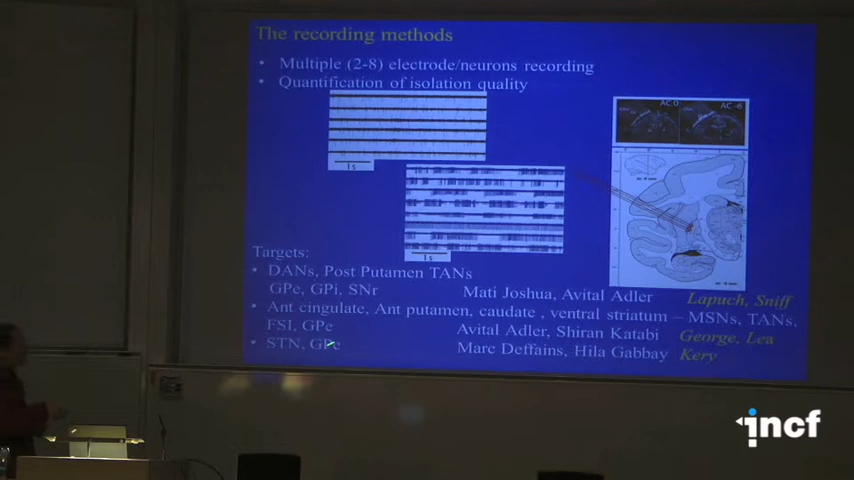 The recording methods
• Multiple (2-8) electrode/neurons recording
• Quantification of isolation quality
AC 0
AC -6
1s
1s
Targets:
• DANs, Post Putamen TANs
GPe, GPi, SNr
Mati Joshua, Avital Adler
Lapuch, Sniff
• Ant cingulate, Ant putamen, caudate , ventral striatum – MSNs, TANs,
FSI, GPe
Avital Adler, Shiran Katabi
George, Lea
• STN, GPe
Marc Deffains, Hila Gabbay
Kery
incf